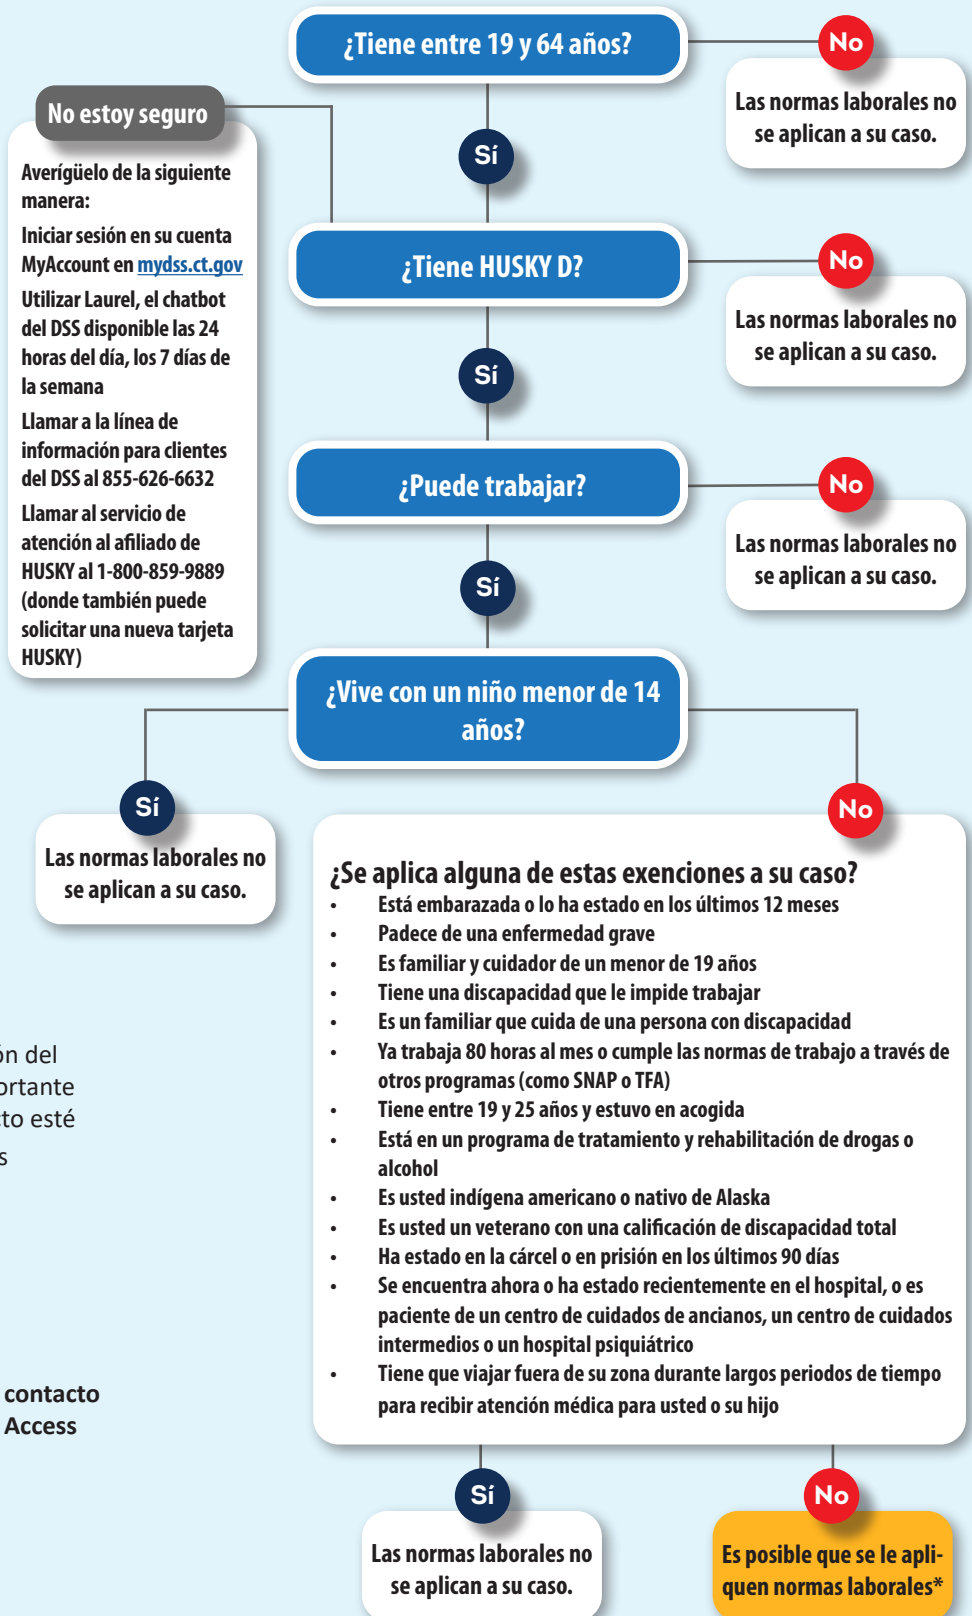 ¿Tiene entre 19 y 64 años?
No
Las normas laborales no
se aplican a su caso.
Sí
No estoy seguro
Averígüelo de la siguiente
manera:
Iniciar sesión en su cuenta
MyAccount en mydss.ct.gov
Utilizar Laurel, el chatbot
del DSS disponible las 24
horas del día, los 7 días de
la semana
Llamar a la línea de
información para clientes
del DSS al 855-626-6632
Llamar al servicio de
atención al afiliado de
HUSKY al 1-800-859-9889
(donde también puede
solicitar una nueva tarjeta
HUSKY)
¿Tiene HUSKY D?
No
Las normas laborales no
se aplican a su caso.
Sí
¿Puede trabajar?
No
Las normas laborales no
se aplican a su caso.
Sí
¿Vive con un niño menor de 14
años?
Sí
Las normas laborales no
se aplican a su caso.
No
¿Se aplica alguna de estas exenciones a su caso?
• Está embarazada o lo ha estado en los últimos 12 meses
• Padece de una enfermedad grave
• Es familiar y cuidador de un menor de 19 años
• Tiene una discapacidad que le impide trabajar
• Es un familiar que cuida de una persona con discapacidad
• Ya trabaja 80 horas al mes o cumple las normas de trabajo a través de
otros programas (como SNAP o TFA)
• Tiene entre 19 y 25 años y estuvo en acogida
• Está en un programa de tratamiento y rehabilitación de drogas o
alcohol
• Es usted indígena americano o nativo de Alaska
• Es usted un veterano con una calificación de discapacidad total
• Ha estado en la cárcel o en prisión en los últimos 90 días
• Se encuentra ahora o ha estado recientemente en el hospital, o es
paciente de un centro de cuidados de ancianos, un centro de cuidados
intermedios o un hospital psiquiátrico
• Tiene que viajar fuera de su zona durante largos periodos de tiempo
para recibir atención médica para usted o su hijo
ón del
ortante
cto esté
s
contacto
Access
Sí
Las normas laborales no
se aplican a su caso.
No
Es posible que se le apli-
quen normas laborales*